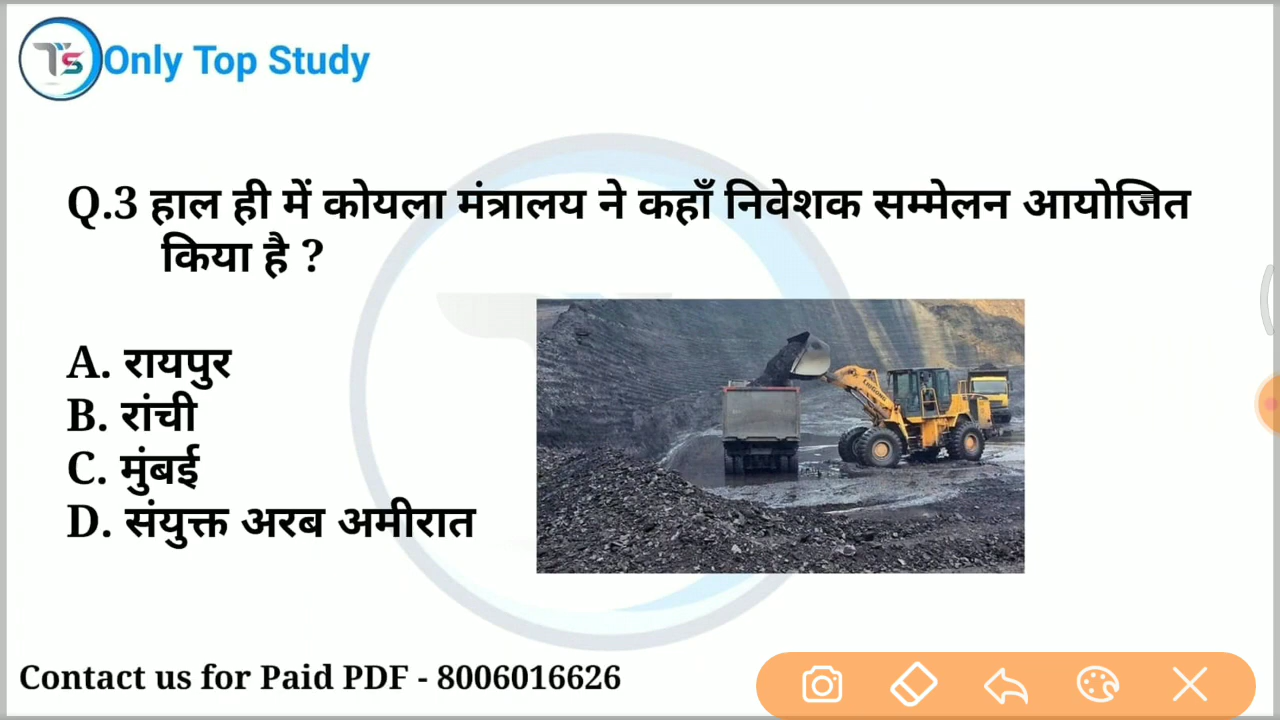 TS Only Top Study
Q.3 हाल ही में कोयला मंत्रालय ने कहाँ निवेशक सम्मेलन आयोजित
किया है ?
A. रायपुर
B. रांची
C. मुंबई
D. संयुक्त अरब अमीरात
Contact us for Paid PDF - 8006016626